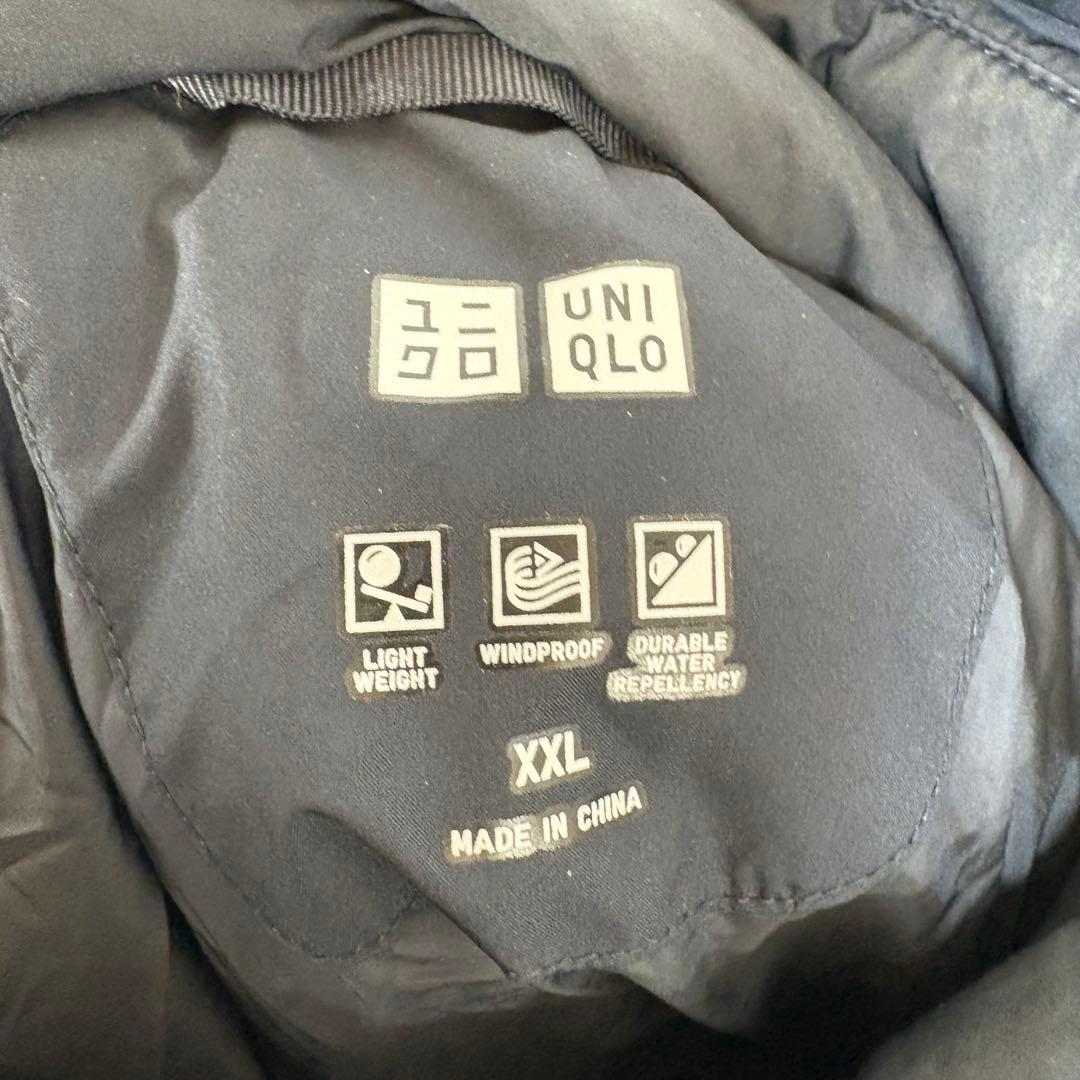 ユニ
クロ
UNI
QLO
LIGHT
WEIGHT
WINDPROOF
DURABLE
WATER
REPELLENCY
XXL
MADE IN CHINA